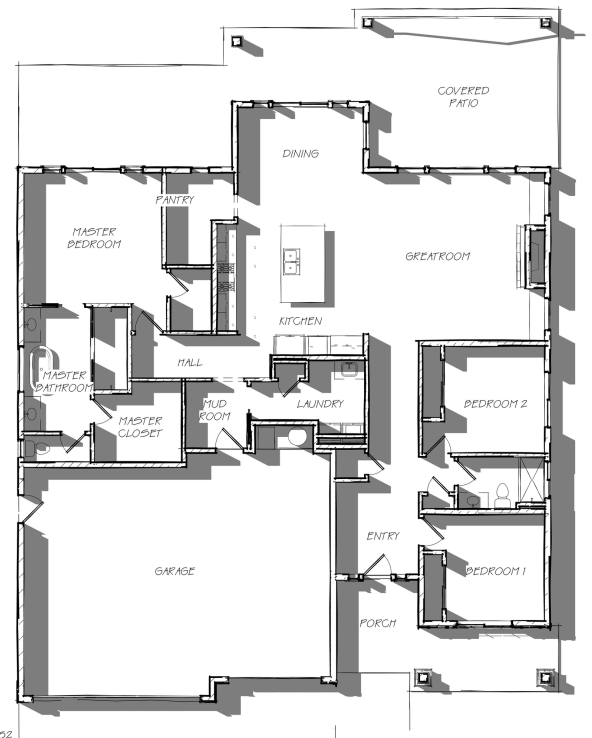 COVERED
PATIO
DINING
PANTRY
MASTER
BEDROOM
GREATROOM
KITCHEN
HALL
MASTER
BATHROOM
MUD
ROOM
LAUNDRY
BEDROOM 2
MASTER
CLOSET
ENTRY
GARAGE
BEDROOM 1
PORCH
52